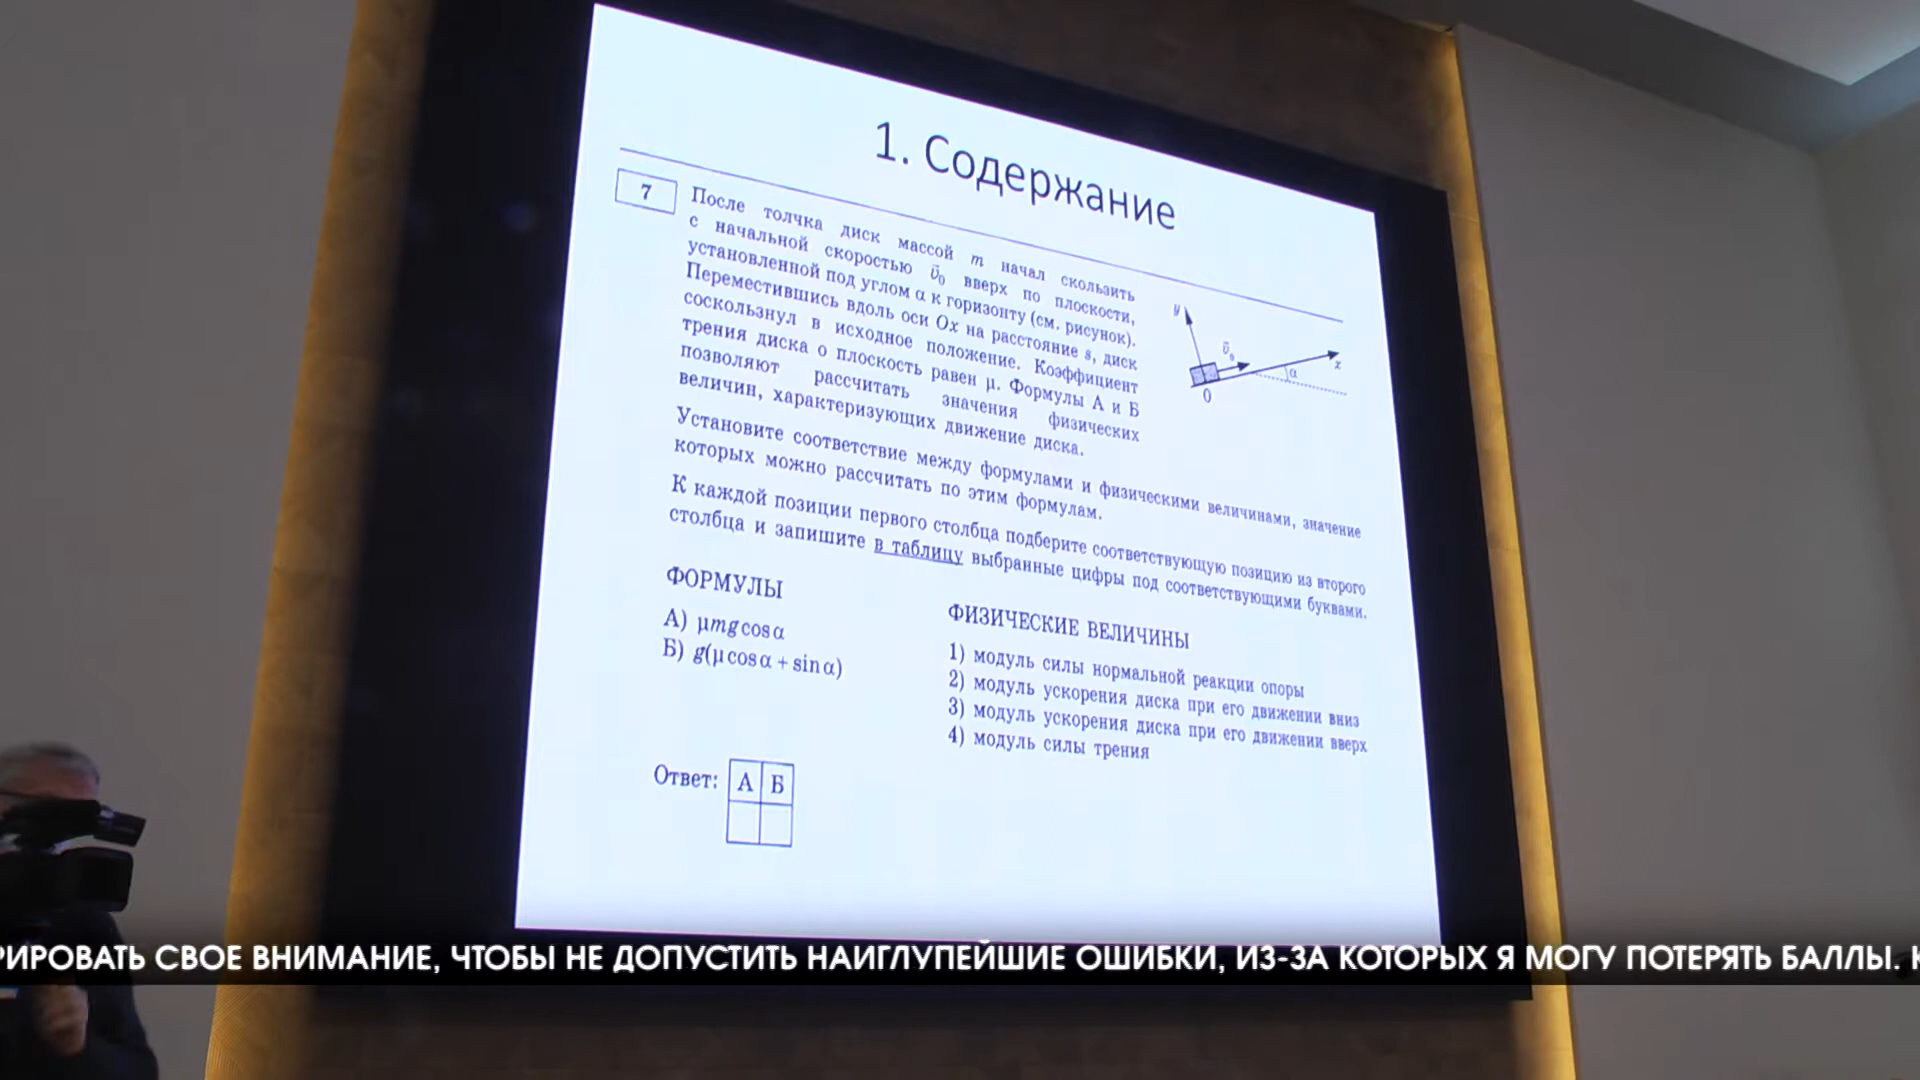 1. Содержание
7
После толчка диск массой m начал скользить
с начальной скоростью v⃗₀ вверх по плоскости,
установленной под углом α к горизонту (см. рисунок).
Переместившись вдоль оси Ox на расстояние s, диск
соскользнул в исходное положение. Коэффициент
трения диска о плоскость равен μ. Формулы А и Б
позволяют рассчитать значения физических
величин, характеризующих движение диска.
y
v⃗₀
x
α
0
Установите соответствие между формулами и физическими величинами, значение
которых можно рассчитать по этим формулам.
К каждой позиции первого столбца подберите соответствующую позицию из второго
столбца и запишите в таблицу выбранные цифры под соответствующими буквами.
ФОРМУЛЫ
А) μmgcosα
Б) g(μcosα + sinα)
ФИЗИЧЕСКИЕ ВЕЛИЧИНЫ
1) модуль силы нормальной реакции опоры
2) модуль ускорения диска при его движении вниз
3) модуль ускорения диска при его движении вверх
4) модуль силы трения
Ответ: А Б
РИРОВАТЬ СВОЕ ВНИМАНИЕ, ЧТОБЫ НЕ ДОПУСТИТЬ НАИГЛУПЕЙШИЕ ОШИБКИ, ИЗ-ЗА КОТОРЫХ Я МОГУ ПОТЕРЯТЬ БАЛЛЫ. К